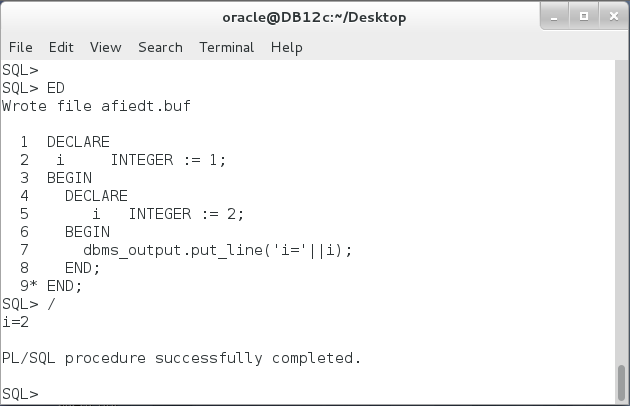 oracle@DB12c:~/Desktop
File Edit View Search Terminal Help
SQL>
SQL> ED
Wrote file afiedt.buf
1 DECLARE
2 i INTEGER := 1;
3 BEGIN
4 DECLARE
5 i INTEGER := 2;
6 BEGIN
7 dbms_output.put_line('i='||i);
8 END;
9* END;
SQL> /
i=2
PL/SQL procedure successfully completed.
SQL>